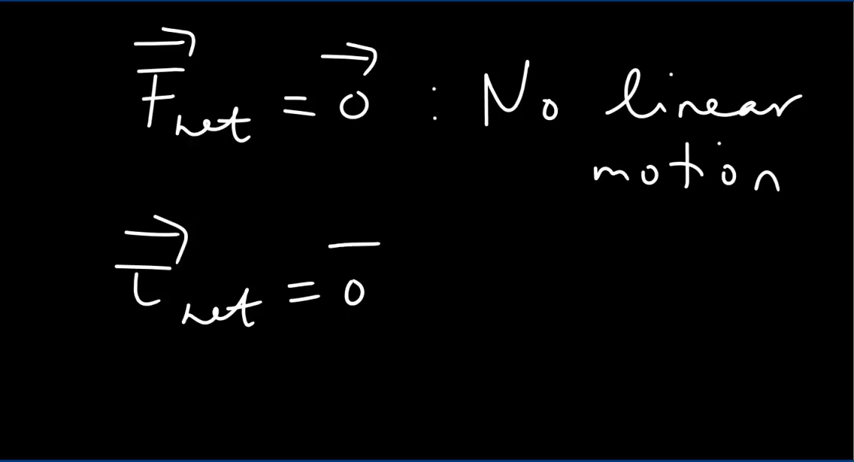 F⃗net = 0⃗ : No linear
motion
τ⃗net = 0̅